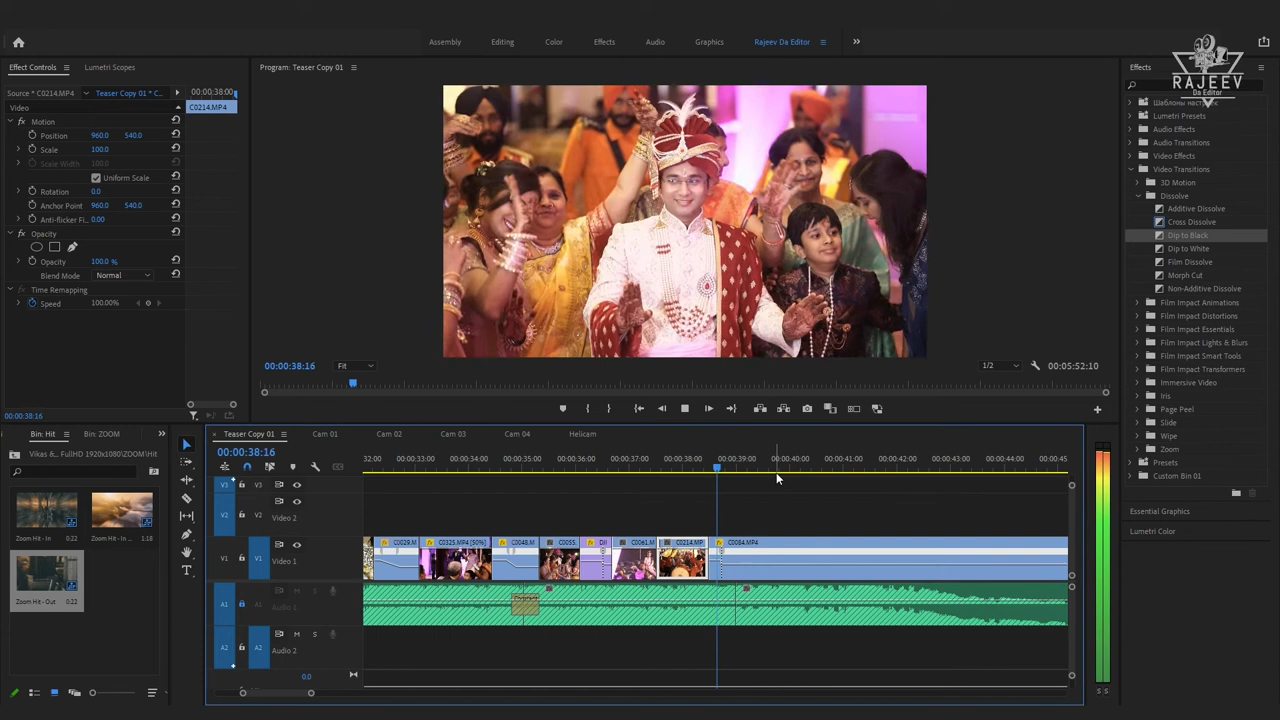 Assembly
Editing
Color
Effects
Audio
Graphics
Rajeev Da Editor
RAJEEV
Da Editor
Effect Controls
Lumetri Scopes
Program: Teaser Copy 01
Effects
Source * C0214.MP4
Teaser Copy 01 * C...
00:00:38:00
Video
C0214.MP4
Motion
Position 960.0 540.0
Scale 100.0
Scale Width 100.0
Uniform Scale
Rotation 0.0
Anchor Point 960.0 540.0
Anti-flicker Fi... 0.00
Opacity
Opacity 100.0 %
Blend Mode Normal
Time Remapping
Speed 100.00%
00:00:38:16
00:00:38:16
Fit
1/2
00:05:52:10
Lumetri Presets
Audio Effects
Audio Transitions
Video Effects
Video Transitions
3D Motion
Dissolve
Additive Dissolve
Cross Dissolve
Dip to Black
Dip to White
Film Dissolve
Morph Cut
Non-Additive Dissolve
Film Impact Animations
Film Impact Distortions
Film Impact Essentials
Film Impact Lights & Blurs
Film Impact Smart Tools
Film Impact Transformers
Immersive Video
Iris
Page Peel
Slide
Wipe
Zoom
Presets
Custom Bin 01
Essential Graphics
Lumetri Color
Bin: Hit
Bin: ZOOM
Vikas & ... FullHD 1920x1080\ZOOM\Hit
Zoom Hit - In 0:22
1:18
Zoom Hit - Out 0:22
Teaser Copy 01
Cam 01
Cam 02
Cam 03
Cam 04
Helicam
00:00:38:16
32:00
00:00:33:00
00:00:34:00
00:00:35:00
00:00:36:00
00:00:37:00
00:00:38:00
00:00:39:00
00:00:40:00
00:00:41:00
00:00:42:00
00:00:43:00
00:00:44:00
00:00:45
V3 V3
V2 V2 Video 2
V1 V1 Video 1
C0029.M
C0325.MP4 [50%]
C0048.M
C0055.
DJI
C0061.M
C0214.MP
C0084.MP4
A1 A1 M S
Audio 1
A2 A2 M S
Audio 2
0.0
S S